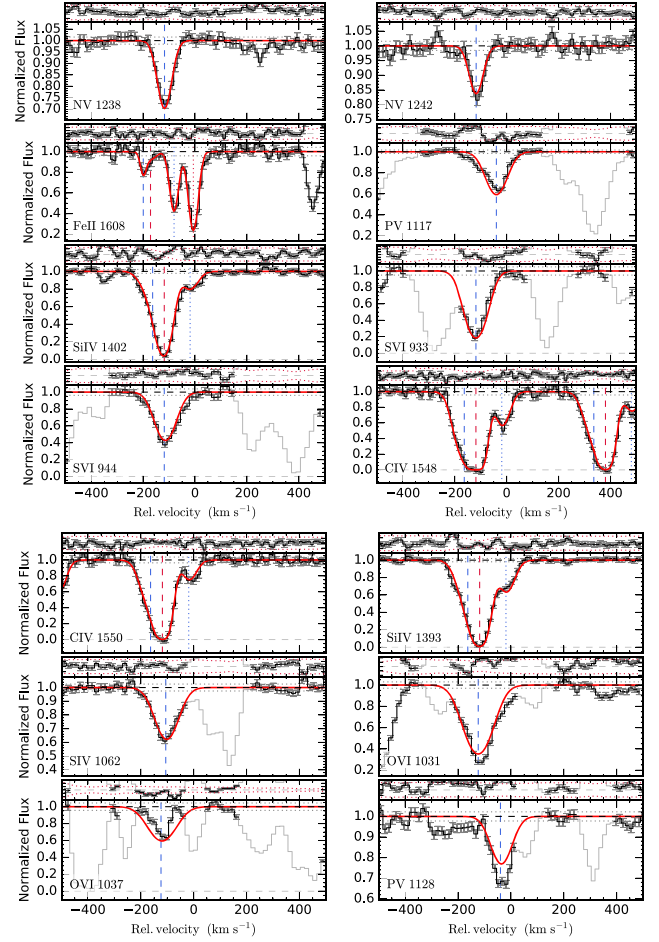 1.05
1.00
0.95
0.90
0.85
0.80
0.75
0.70
Normalized Flux
NV 1238
1.05
1.00
0.95
0.90
0.85
0.80
0.75
NV 1242
1.0
0.8
0.6
0.4
0.2
Normalized Flux
FeII 1608
1.0
0.8
0.6
0.4
0.2
PV 1117
1.0
0.8
0.6
0.4
0.2
0.0
Normalized Flux
SiIV 1402
1.0
0.8
0.6
0.4
0.2
0.0
SVI 933
1.0
0.8
0.6
0.4
0.2
0.0
Normalized Flux
SVI 944
1.0
0.8
0.6
0.4
0.2
0.0
CIV 1548
−400 −200 0 200 400
Rel. velocity (km s−1)
−400 −200 0 200 400
Rel. velocity (km s−1)
1.0
0.8
0.6
0.4
0.2
0.0
Normalized Flux
CIV 1550
1.0
0.8
0.6
0.4
0.2
0.0
SiIV 1393
1.0
0.9
0.8
0.7
0.6
0.5
0.4
Normalized Flux
SIV 1062
1.0
0.8
0.6
0.4
0.2
OVI 1031
1.0
0.8
0.6
0.4
0.2
0.0
Normalized Flux
OVI 1037
1.0
0.9
0.8
0.7
0.6
PV 1128
−400 −200 0 200 400
Rel. velocity (km s−1)
−400 −200 0 200 400
Rel. velocity (km s−1)